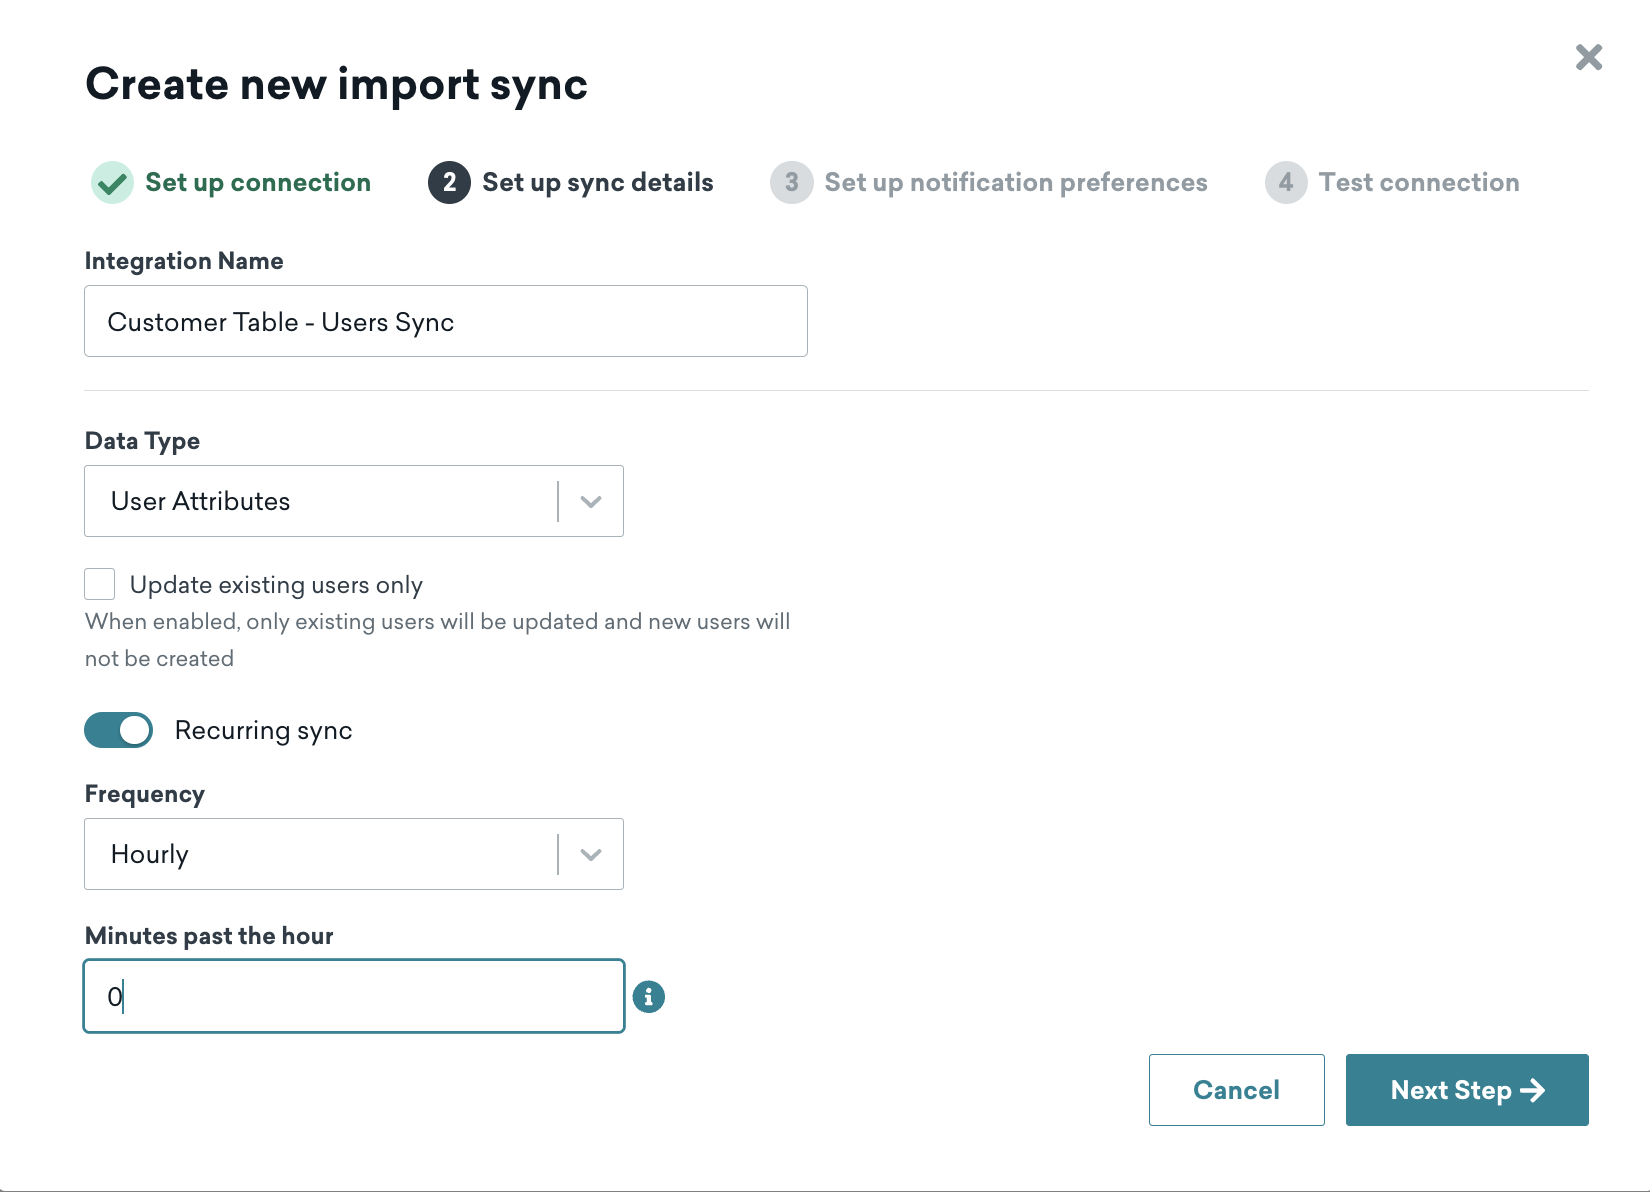 Create new import sync
Set up connection
2 Set up sync details
3 Set up notification preferences
4 Test connection
Integration Name
Customer Table - Users Sync
Data Type
User Attributes
Update existing users only
When enabled, only existing users will be updated and new users will
not be created
Recurring sync
Frequency
Hourly
Minutes past the hour
0
Cancel
Next Step